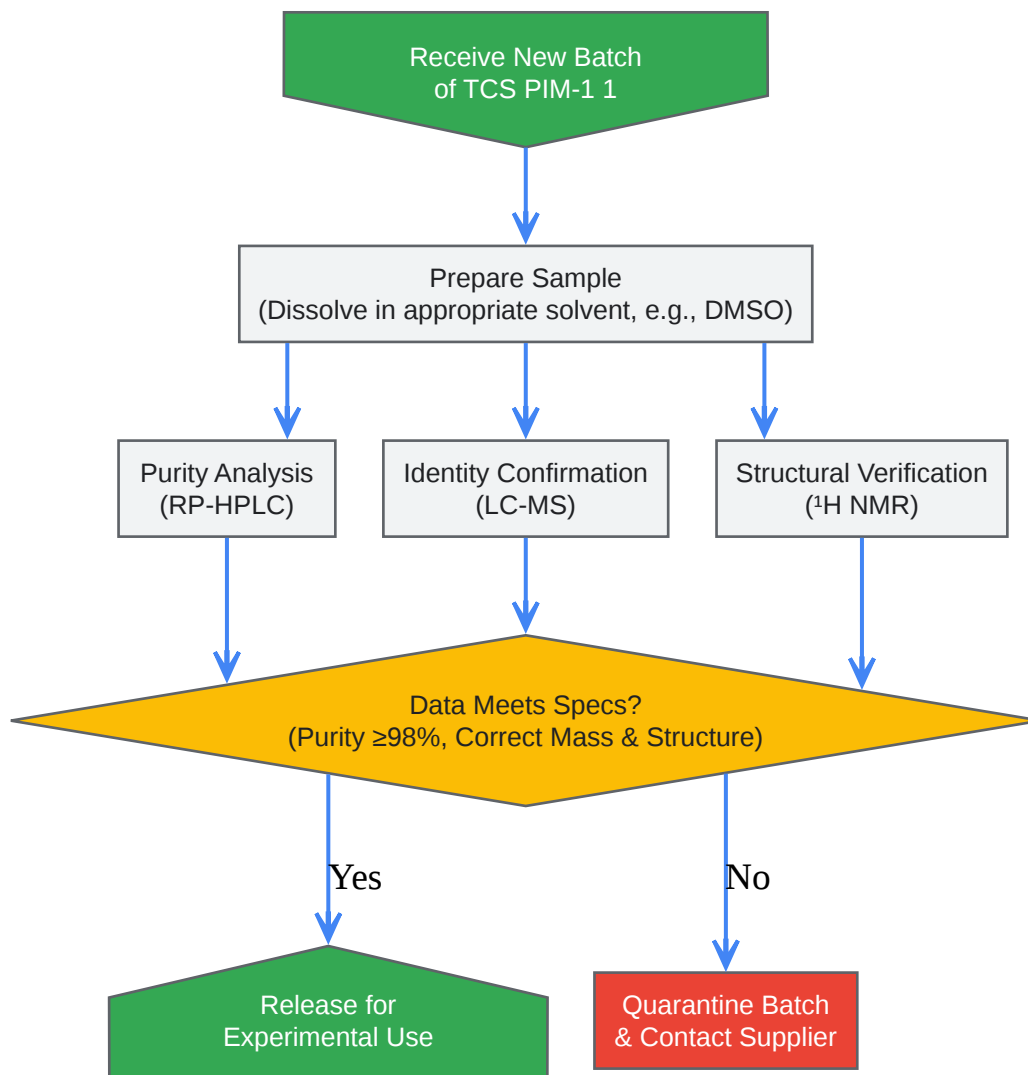 Receive New Batch
of TCS PIM-1 1
Prepare Sample
(Dissolve in appropriate solvent, e.g., DMSO)
Purity Analysis
(RP-HPLC)
Identity Confirmation
(LC-MS)
Structural Verification
(¹H NMR)
Data Meets Specs?
(Purity ≥98%, Correct Mass & Structure)
Yes
No
Release for
Experimental Use
Quarantine Batch
& Contact Supplier